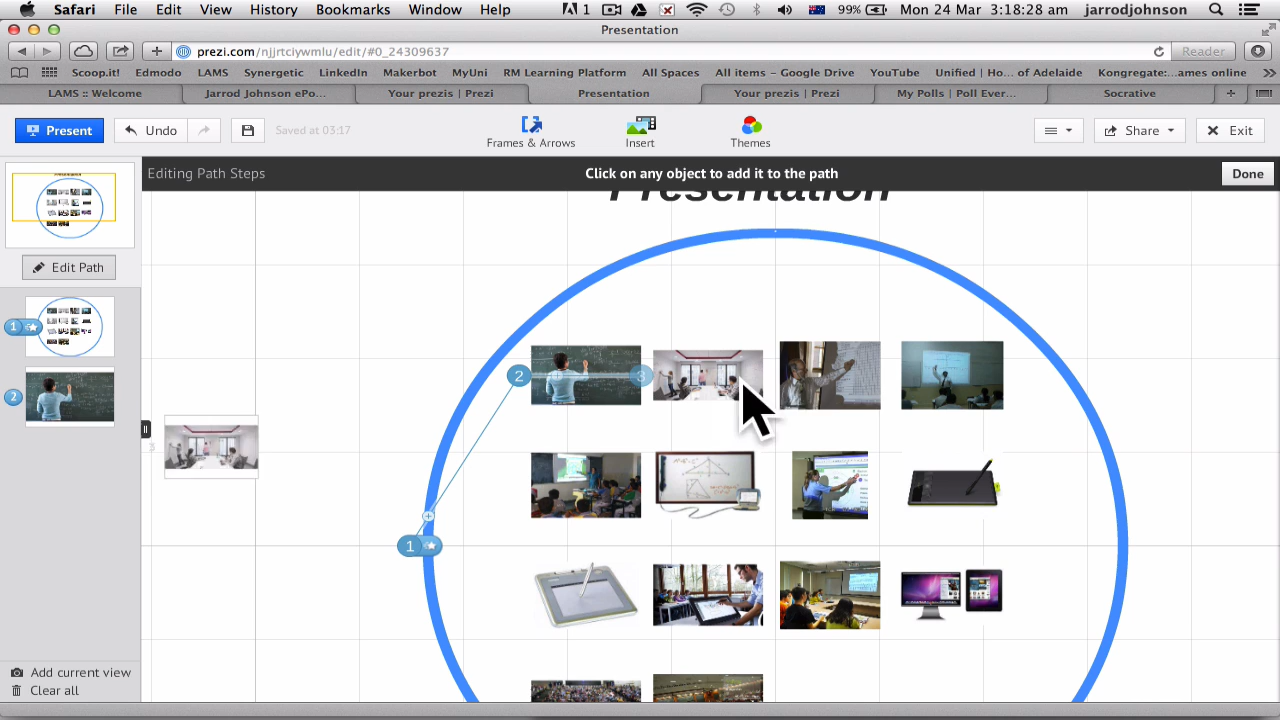 Safari File Edit View History Bookmarks Window Help 1 99% Mon 24 Mar 3:18:28 am jarrodjohnson
Presentation
prezi.com/njjrtciywmlu/edit/#0_24309637 Reader
Scoop.it! Edmodo LAMS Synergetic LinkedIn Makerbot MyUni RM Learning Platform All Spaces All items – Google Drive YouTube Unified | Ho... of Adelaide Kongregate:...ames online
LAMS :: Welcome Jarrod Johnson ePo... Your prezis | Prezi Presentation Your prezis | Prezi My Polls | Poll Ever... Socrative
Present Undo Saved at 03:17 Frames & Arrows Insert Themes Share Exit
Editing Path Steps Click on any object to add it to the path Done
Presentation
Edit Path
1
2 3
2
3
1
Add current view
Clear all